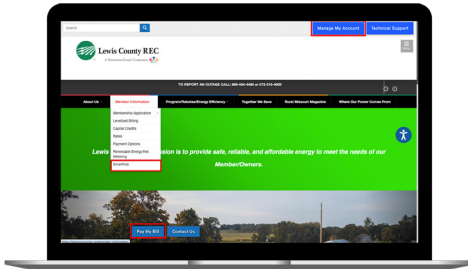 Search
Manage My Account
Technical Support
Lewis County REC
A Touchstone Energy Cooperative
TO REPORT AN OUTAGE CALL: 888-454-4485 or 573-215-4000
About Us
Member Information
Program/Rebates/Energy Efficiency
Together We Save
Rural Missouri Magazine
Where Our Power Comes From
Membership Application
Levelized Billing
Capital Credits
Rates
Payment Options
Renewable Energy/Net
Metering
SmartHub
Lewis
ssion is to provide safe, reliable, and affordable energy to meet the needs of our
Member/Owners.
Pay My Bill
Contact Us